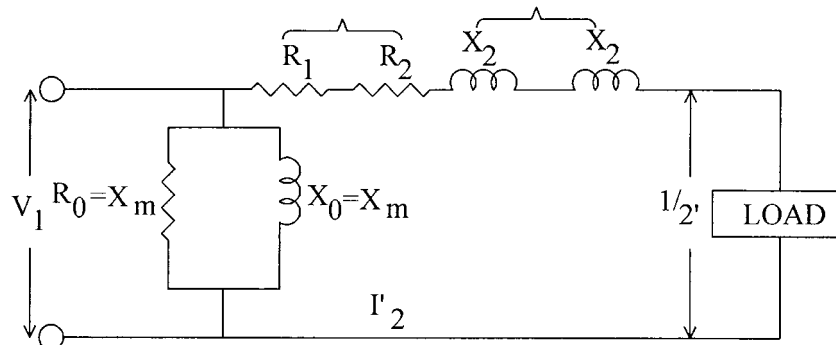 R₁ R₂ X₂ X₂
V₁ R₀=Xₘ X₀=Xₘ 1/2' LOAD
I'₂